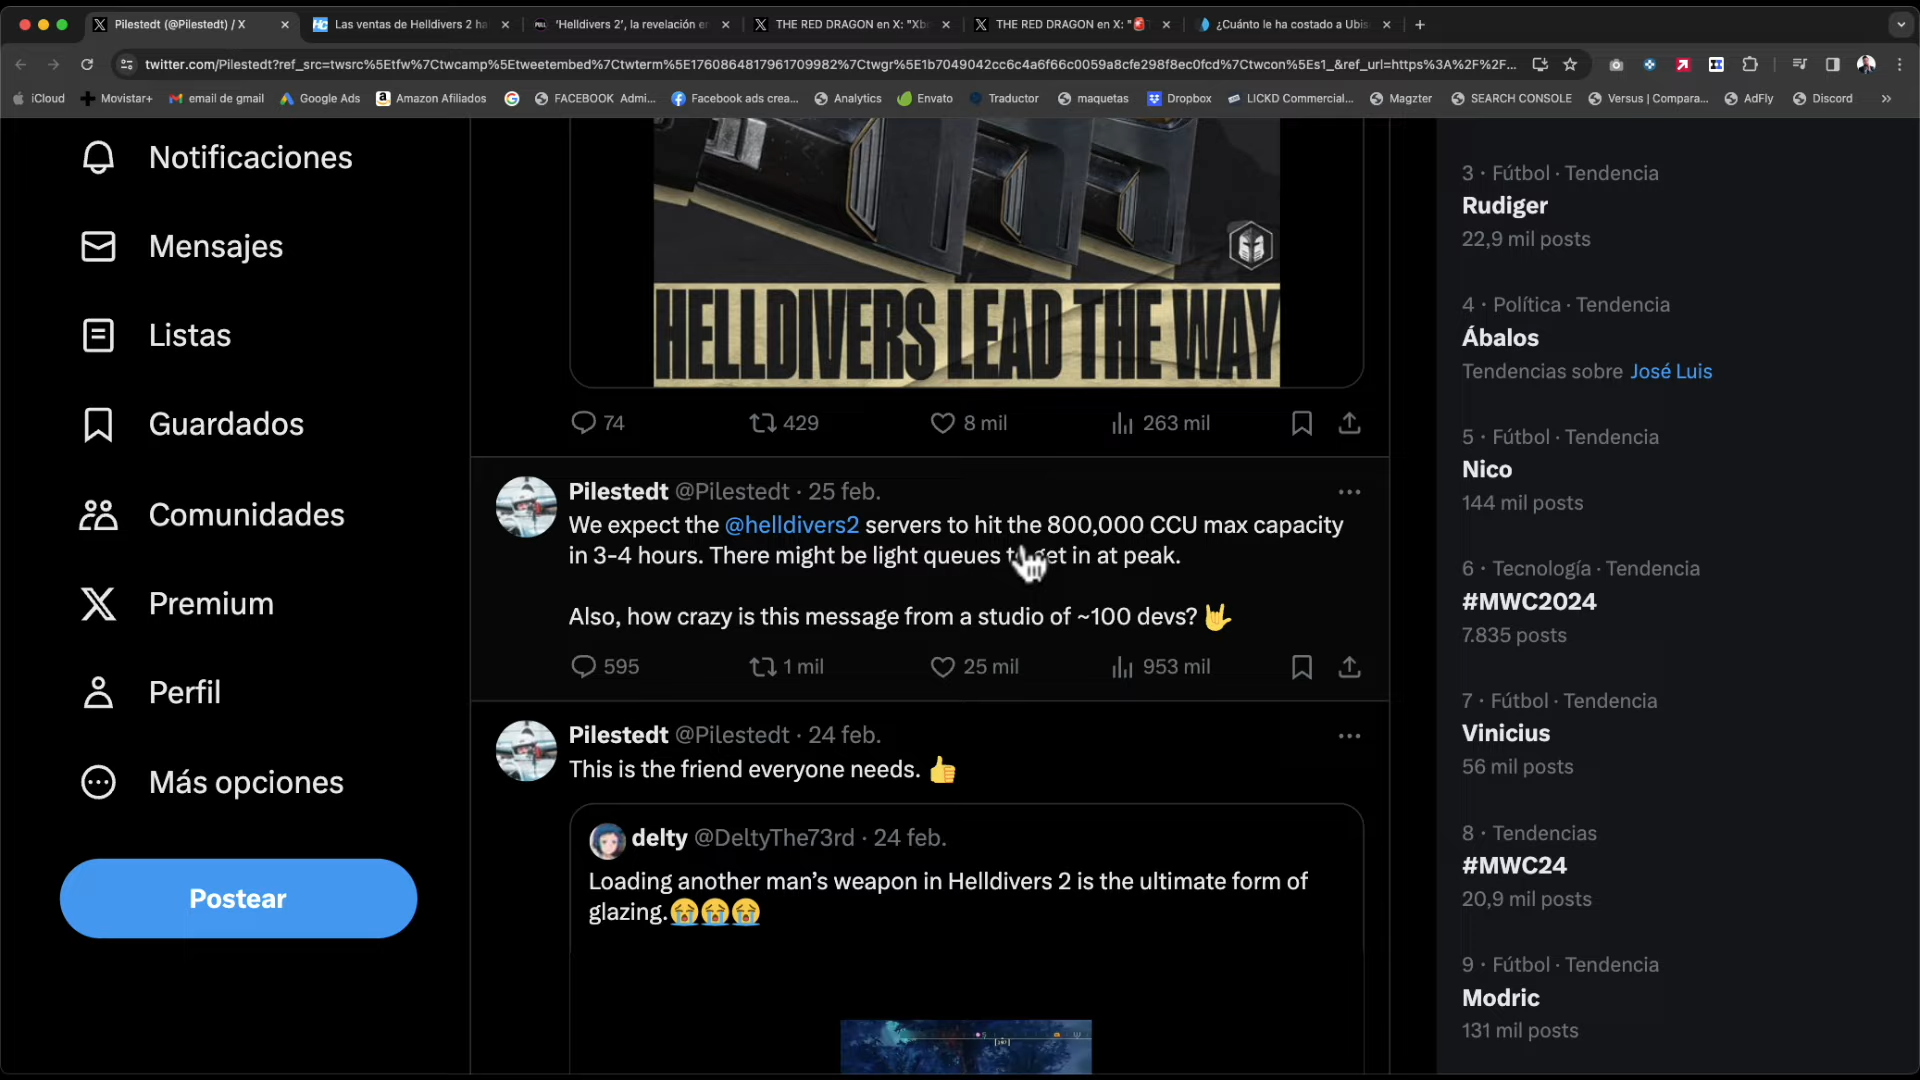 Pilestedt (@Pilestedt) / X
Las ventas de Helldivers 2 ha
'Helldivers 2', la revelación en
THE RED DRAGON en X: "Xb
THE RED DRAGON en X: "🚨
¿Cuánto le ha costado a Ubis
twitter.com/Pilestedt?ref_src=twsrc%5Etfw%7Ctwcamp%5Etweetembed%7Ctwterm%5E1760864817961709982%7Ctwgr%5E1b7049042cc6c4a6f66c0059a8cfe298f8ec0fcd%7Ctwcon%5Es1_&ref_url=https%3A%2F%2F...
iCloud
Movistar+
email de gmail
Google Ads
Amazon Afiliados
FACEBOOK Admi...
Facebook ads crea...
Analytics
Envato
Traductor
maquetas
Dropbox
LICKD Commercial...
Magzter
SEARCH CONSOLE
Versus | Compara...
AdFly
Discord
Notificaciones
Mensajes
Listas
Guardados
Comunidades
Premium
Perfil
Más opciones
Postear
HELLDIVERS LEAD THE WAY
74
429
8 mil
263 mil
Pilestedt @Pilestedt · 25 feb.
We expect the @helldivers2 servers to hit the 800,000 CCU max capacity
in 3-4 hours. There might be light queues to get in at peak.
Also, how crazy is this message from a studio of ~100 devs? 🤟
595
1 mil
25 mil
953 mil
Pilestedt @Pilestedt · 24 feb.
This is the friend everyone needs. 👍
delty @DeltyThe73rd · 24 feb.
Loading another man's weapon in Helldivers 2 is the ultimate form of
glazing.😭😭😭
3 · Fútbol · Tendencia
Rudiger
22,9 mil posts
4 · Política · Tendencia
Ábalos
Tendencias sobre José Luis
5 · Fútbol · Tendencia
Nico
144 mil posts
6 · Tecnología · Tendencia
#MWC2024
7.835 posts
7 · Fútbol · Tendencia
Vinicius
56 mil posts
8 · Tendencias
#MWC24
20,9 mil posts
9 · Fútbol · Tendencia
Modric
131 mil posts